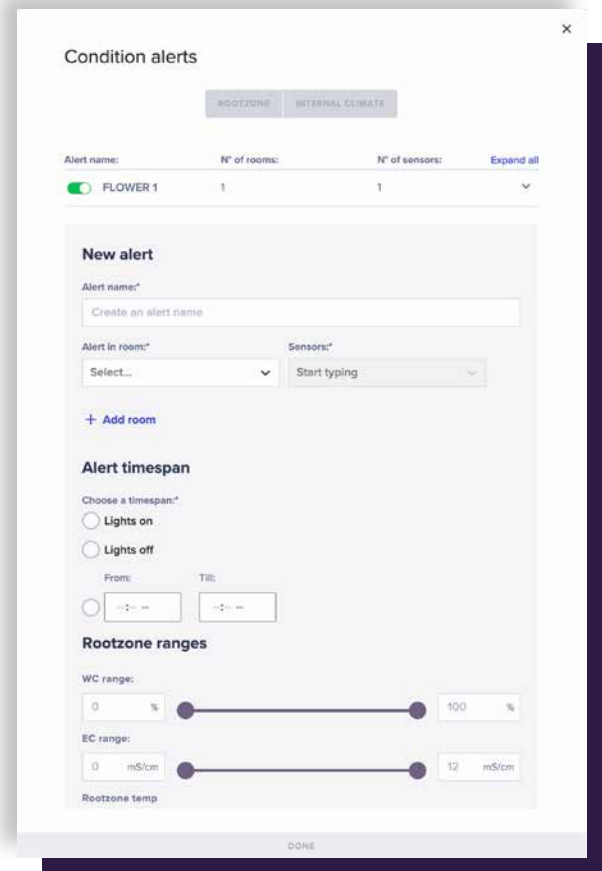 ×
Condition alerts
ROOTZONE INTERNAL CLIMATE
Alert name: N° of rooms: N° of sensors: Expand all
FLOWER 1 1 1
New alert
Alert name:*
Create an alert name
Alert in room:* Sensors:*
Select... Start typing
+ Add room
Alert timespan
Choose a timespan:*
Lights on
Lights off
From: Till:
--:-- -- --:-- --
Rootzone ranges
WC range:
0 % 100 %
EC range:
0 mS/cm 12 mS/cm
Rootzone temp
DONE